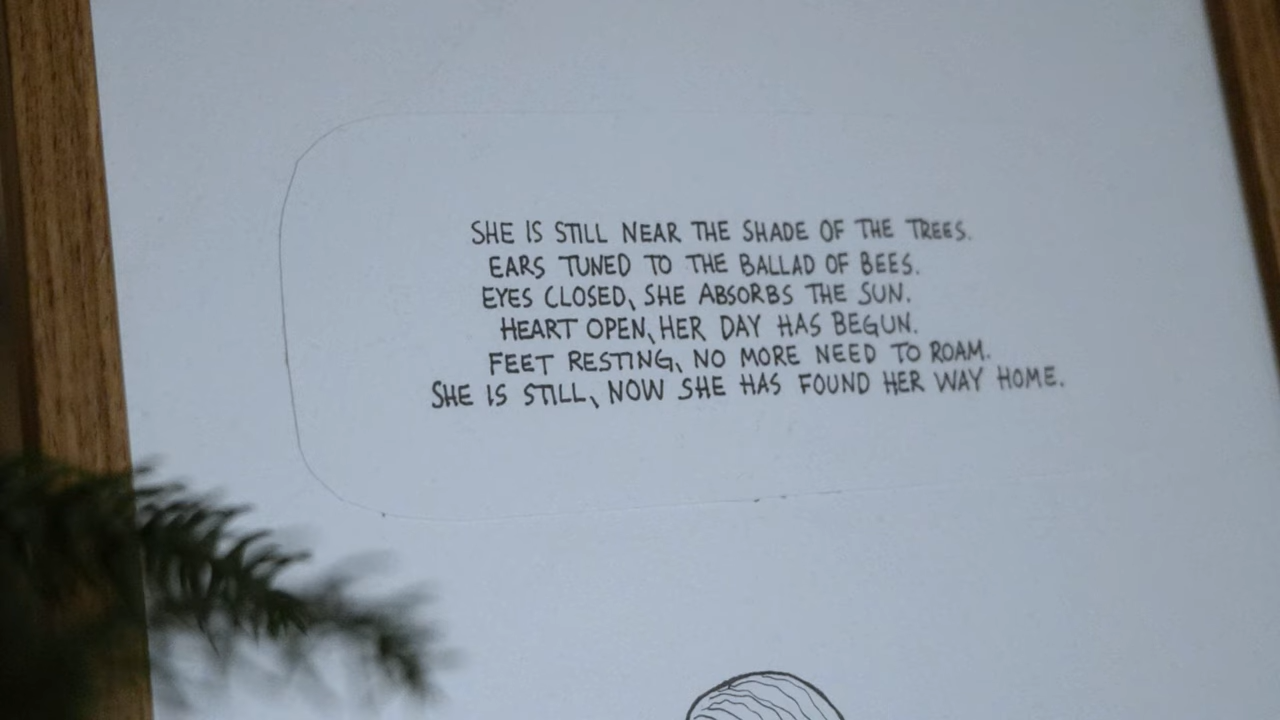 SHE IS STILL NEAR THE SHADE OF THE TREES.
EARS TUNED TO THE BALLAD OF BEES.
EYES CLOSED, SHE ABSORBS THE SUN.
HEART OPEN, HER DAY HAS BEGUN.
FEET RESTING, NO MORE NEED TO ROAM.
SHE IS STILL, NOW SHE HAS FOUND HER WAY HOME.